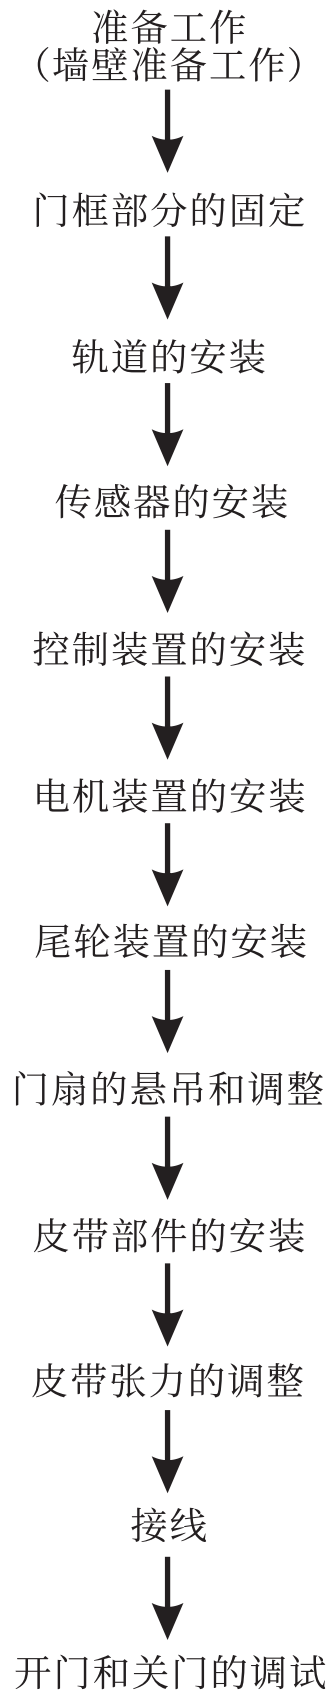 准备工作
（墙壁准备工作）
门框部分的固定
轨道的安装
传感器的安装
控制装置的安装
电机装置的安装
尾轮装置的安装
门扇的悬吊和调整
皮带部件的安装
皮带张力的调整
接线
开门和关门的调试